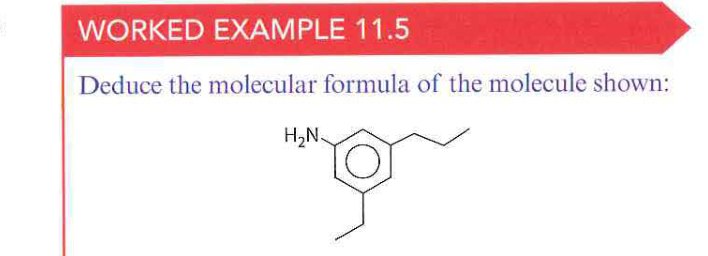 WORKED EXAMPLE 11.5
Deduce the molecular formula of the molecule shown:
H₂N